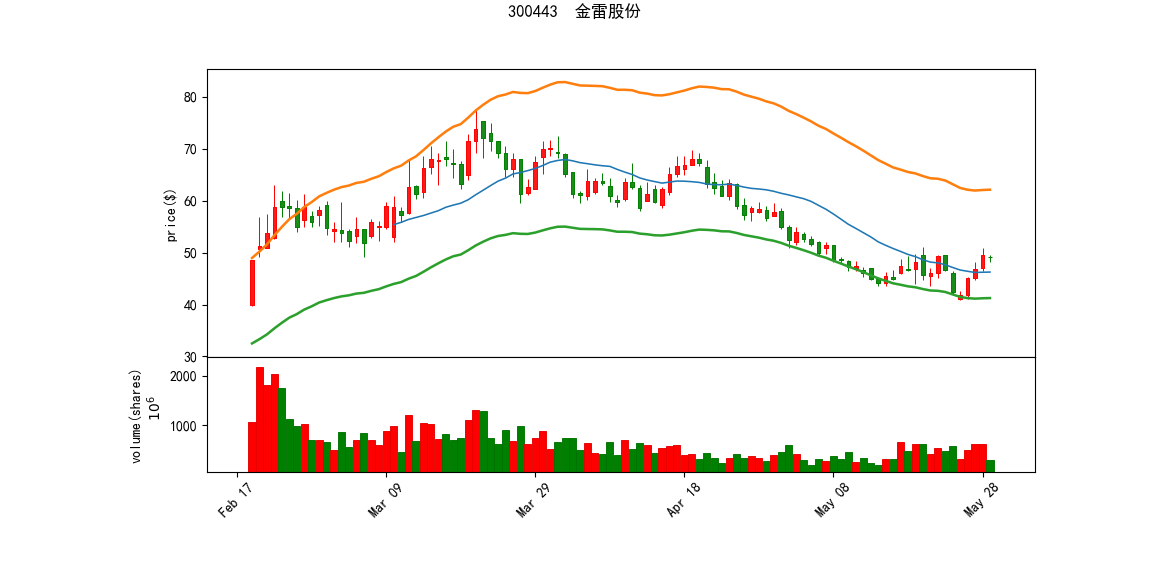 300443 金雷股份
80
70
60
50
40
30
price($)
2000
1000
volume(shares)
10^6
Feb 17
Mar 09
Mar 29
Apr 18
May 08
May 28